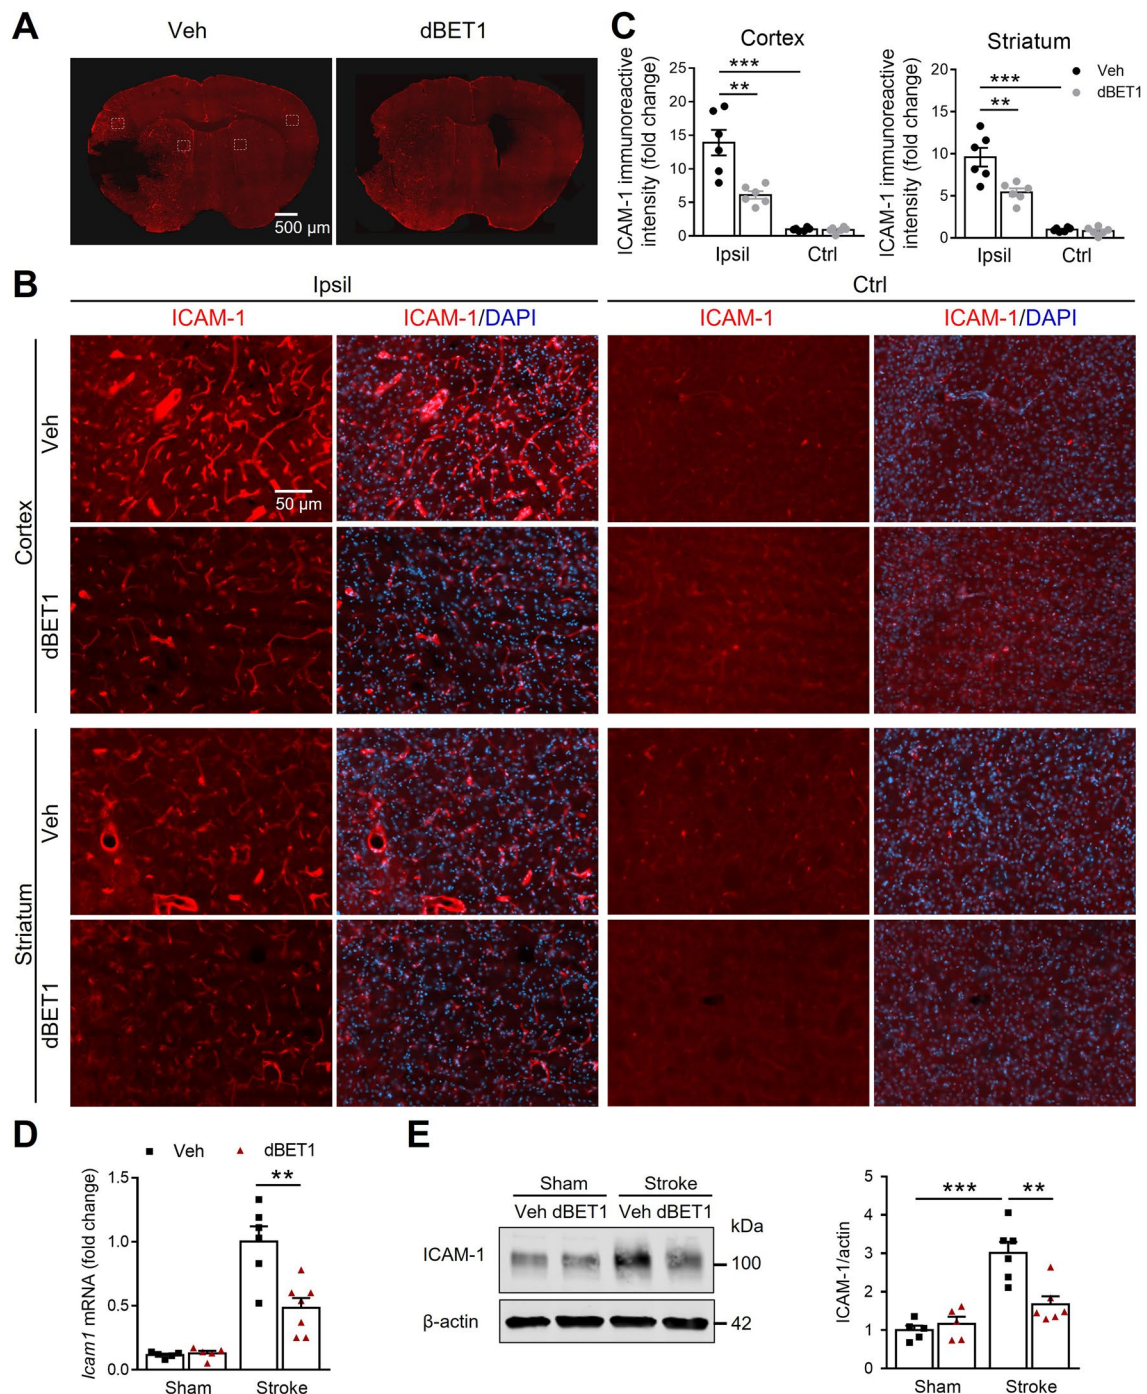 A
Veh
dBET1
500 µm
C
Cortex
ICAM-1 immunoreactive
intensity (fold change)
25
20
15
10
5
0
***
**
Ipsil
Ctrl
Striatum
ICAM-1 immunoreactive
intensity (fold change)
20
15
10
5
0
***
**
Ipsil
Ctrl
Veh
dBET1
B
Ipsil
Ctrl
ICAM-1
ICAM-1/DAPI
ICAM-1
ICAM-1/DAPI
Cortex
Veh
50 µm
dBET1
Striatum
Veh
dBET1
D
Veh
dBET1
Icam1 mRNA (fold change)
1.5
1.0
0.5
0.0
**
Sham
Stroke
E
Sham
Stroke
Veh dBET1 Veh dBET1
kDa
ICAM-1
100
β-actin
42
ICAM-1/actin
5
4
3
2
1
0
***
**
Sham
Stroke